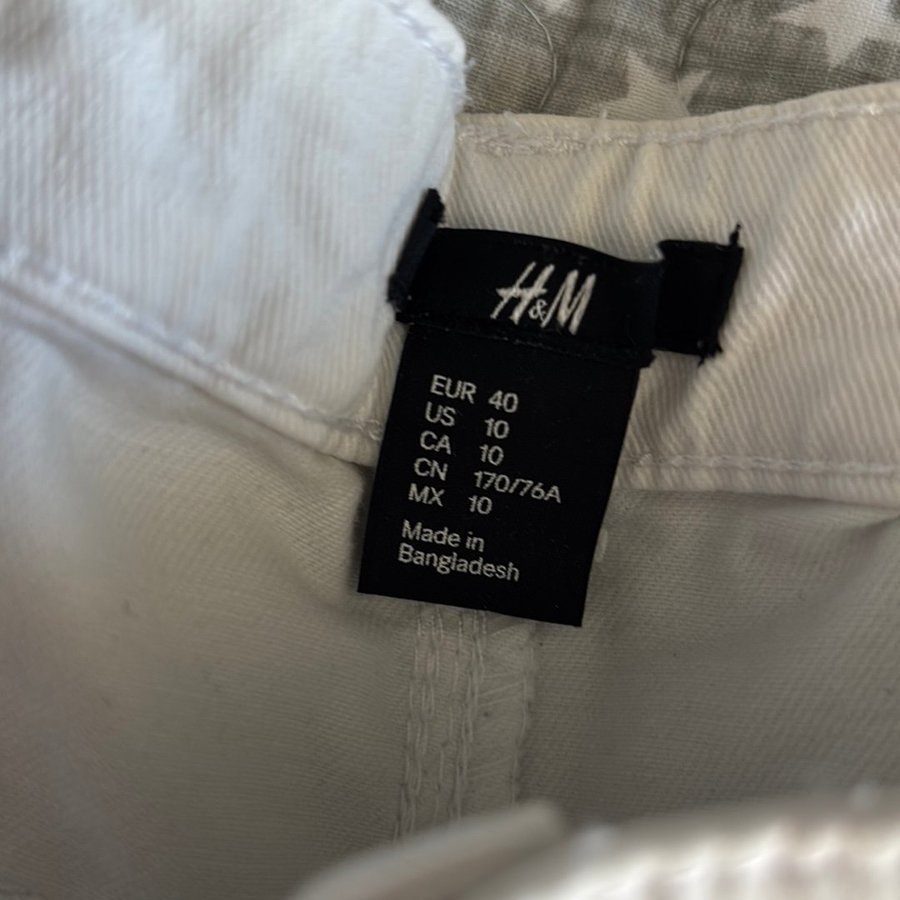 H&M
EUR 40
US 10
CA 10
CN 170/76A
MX 10
Made in
Bangladesh